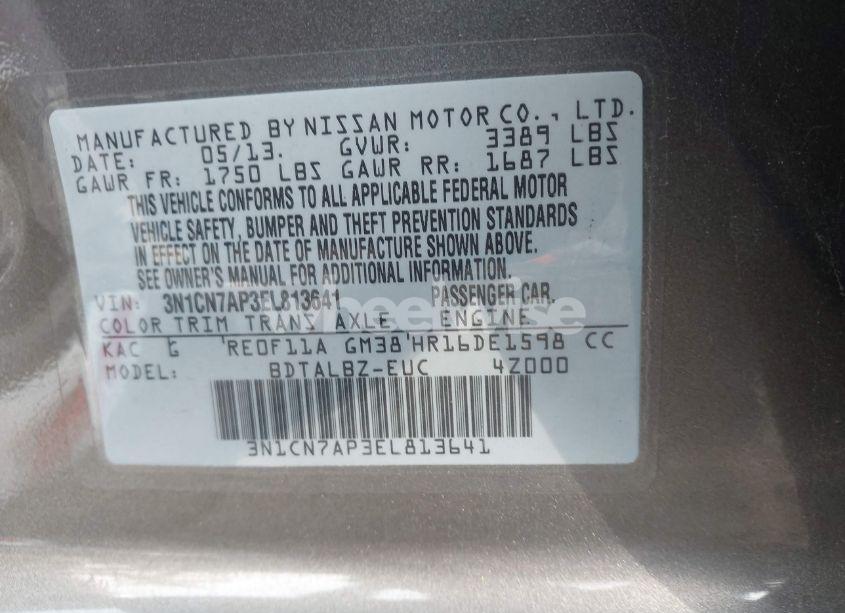 MANUFACTURED BY NISSAN MOTOR CO., LTD.
DATE: 05/13. GVWR: 3389 LBS
GAWR FR: 1750 LBS GAWR RR: 1687 LBS
THIS VEHICLE CONFORMS TO ALL APPLICABLE FEDERAL MOTOR
VEHICLE SAFETY, BUMPER AND THEFT PREVENTION STANDARDS
IN EFFECT ON THE DATE OF MANUFACTURE SHOWN ABOVE.
SEE OWNER'S MANUAL FOR ADDITIONAL INFORMATION.
VIN: 3N1CN7AP3EL813641 PASSENGER CAR.
COLOR TRIM TRANS AXLE ENGINE
KAC G 'RE0F11A GM38'HR16DE1598 CC
MODEL: BDTALBZ-EUC 4Z000
3N1CN7AP3EL813641